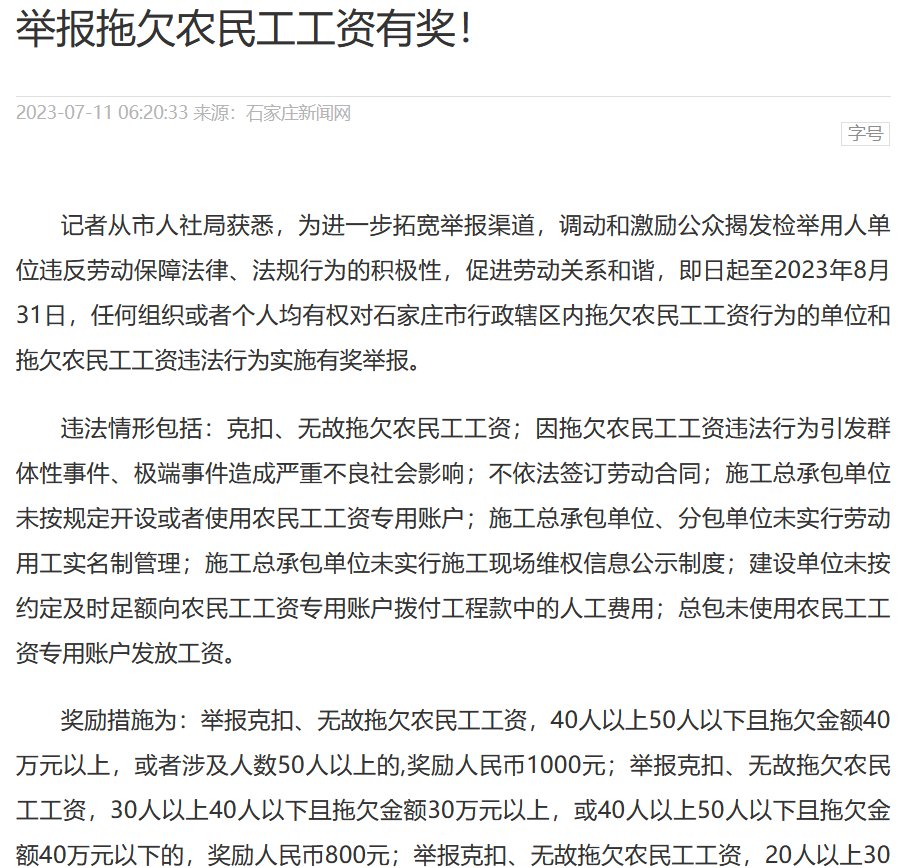 举报拖欠农民工工资有奖！
2023-07-11 06:20:33 来源：石家庄新闻网
字号
记者从市人社局获悉，为进一步拓宽举报渠道，调动和激励公众揭发检举用人单
位违反劳动保障法律、法规行为的积极性，促进劳动关系和谐，即日起至2023年8月
31日，任何组织或者个人均有权对石家庄市行政辖区内拖欠农民工工资行为的单位和
拖欠农民工工资违法行为实施有奖举报。
违法情形包括：克扣、无故拖欠农民工工资；因拖欠农民工工资违法行为引发群
体性事件、极端事件造成严重不良社会影响；不依法签订劳动合同；施工总承包单位
未按规定开设或者使用农民工工资专用账户；施工总承包单位、分包单位未实行劳动
用工实名制管理；施工总承包单位未实行施工现场维权信息公示制度；建设单位未按
约定及时足额向农民工工资专用账户拨付工程款中的人工费用；总包未使用农民工工
资专用账户发放工资。
奖励措施为：举报克扣、无故拖欠农民工工资，40人以上50人以下且拖欠金额40
万元以上，或者涉及人数50人以上的,奖励人民币1000元；举报克扣、无故拖欠农民
工工资，30人以上40人以下且拖欠金额30万元以上，或40人以上50人以下且拖欠金
额40万元以下的，奖励人民币800元；举报克扣、无故拖欠农民工工资，20人以上30